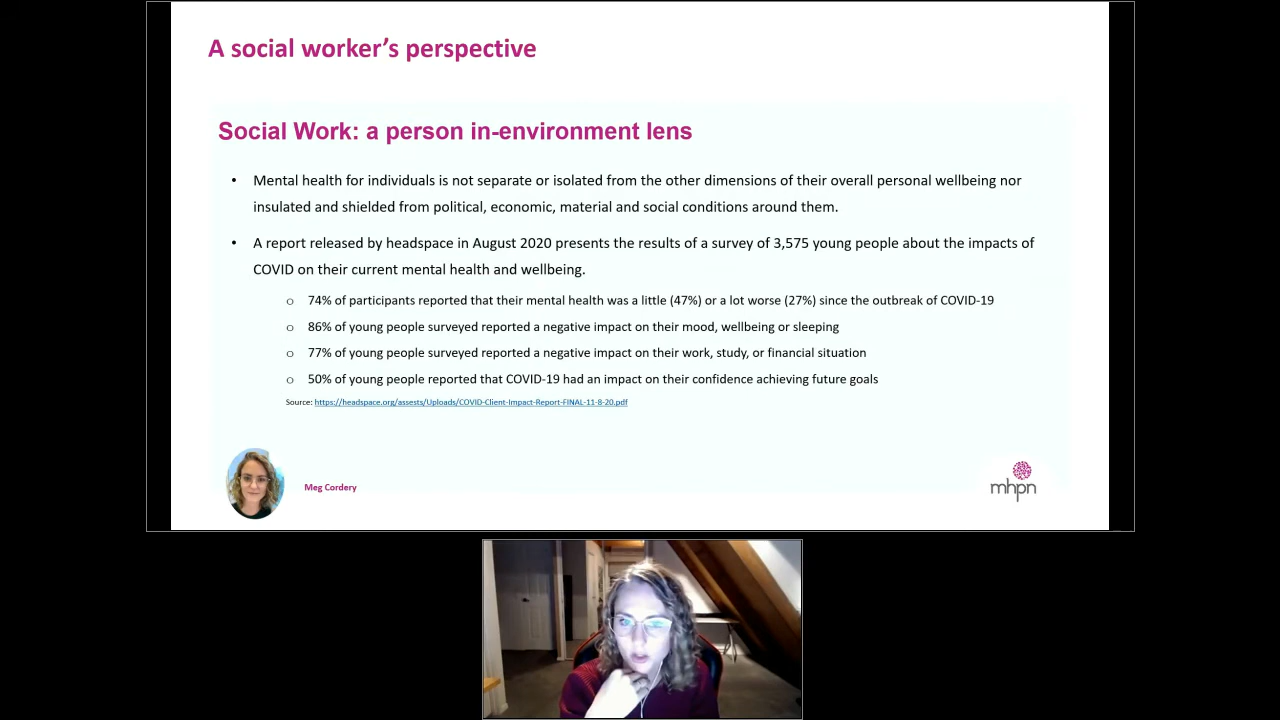 A social worker’s perspective
Social Work: a person in-environment lens
• Mental health for individuals is not separate or isolated from the other dimensions of their overall personal wellbeing nor
insulated and shielded from political, economic, material and social conditions around them.
• A report released by headspace in August 2020 presents the results of a survey of 3,575 young people about the impacts of
COVID on their current mental health and wellbeing.
o 74% of participants reported that their mental health was a little (47%) or a lot worse (27%) since the outbreak of COVID-19
o 86% of young people surveyed reported a negative impact on their mood, wellbeing or sleeping
o 77% of young people surveyed reported a negative impact on their work, study, or financial situation
o 50% of young people reported that COVID-19 had an impact on their confidence achieving future goals
Source: https://headspace.org/assests/Uploads/COVID-Client-Impact-Report-FINAL-11-8-20.pdf
Meg Cordery
mhpn